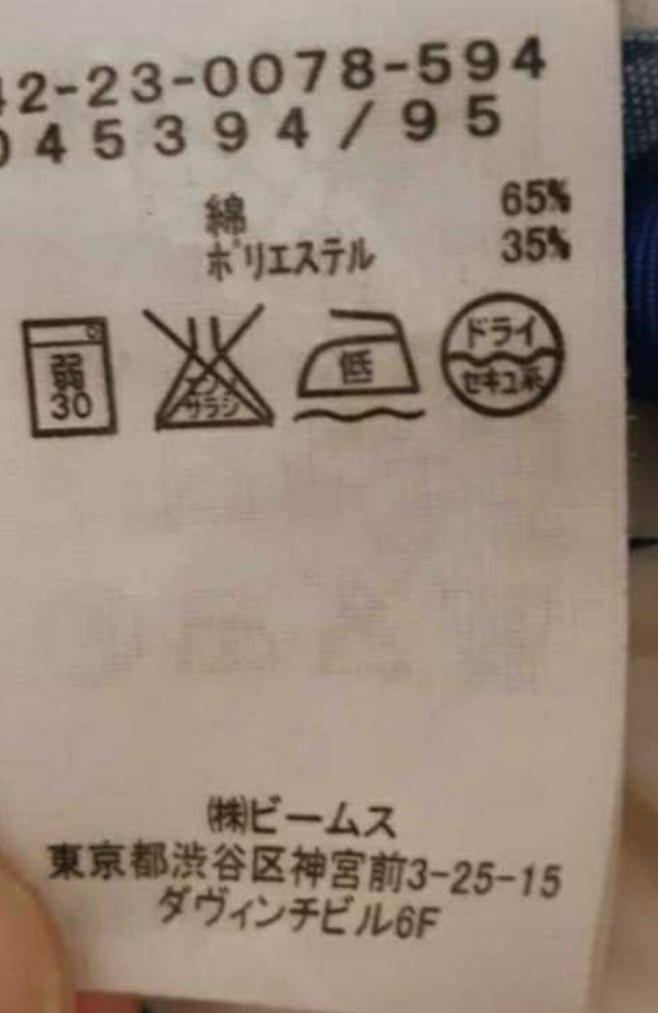 12-23-0078-594
045394/95
綿 65%
ポリエステル 35%
弱 30
エンソサラシ
低
ドライ
セキユ系
㈱ビームス
東京都渋谷区神宮前3-25-15
ダヴィンチビル6F